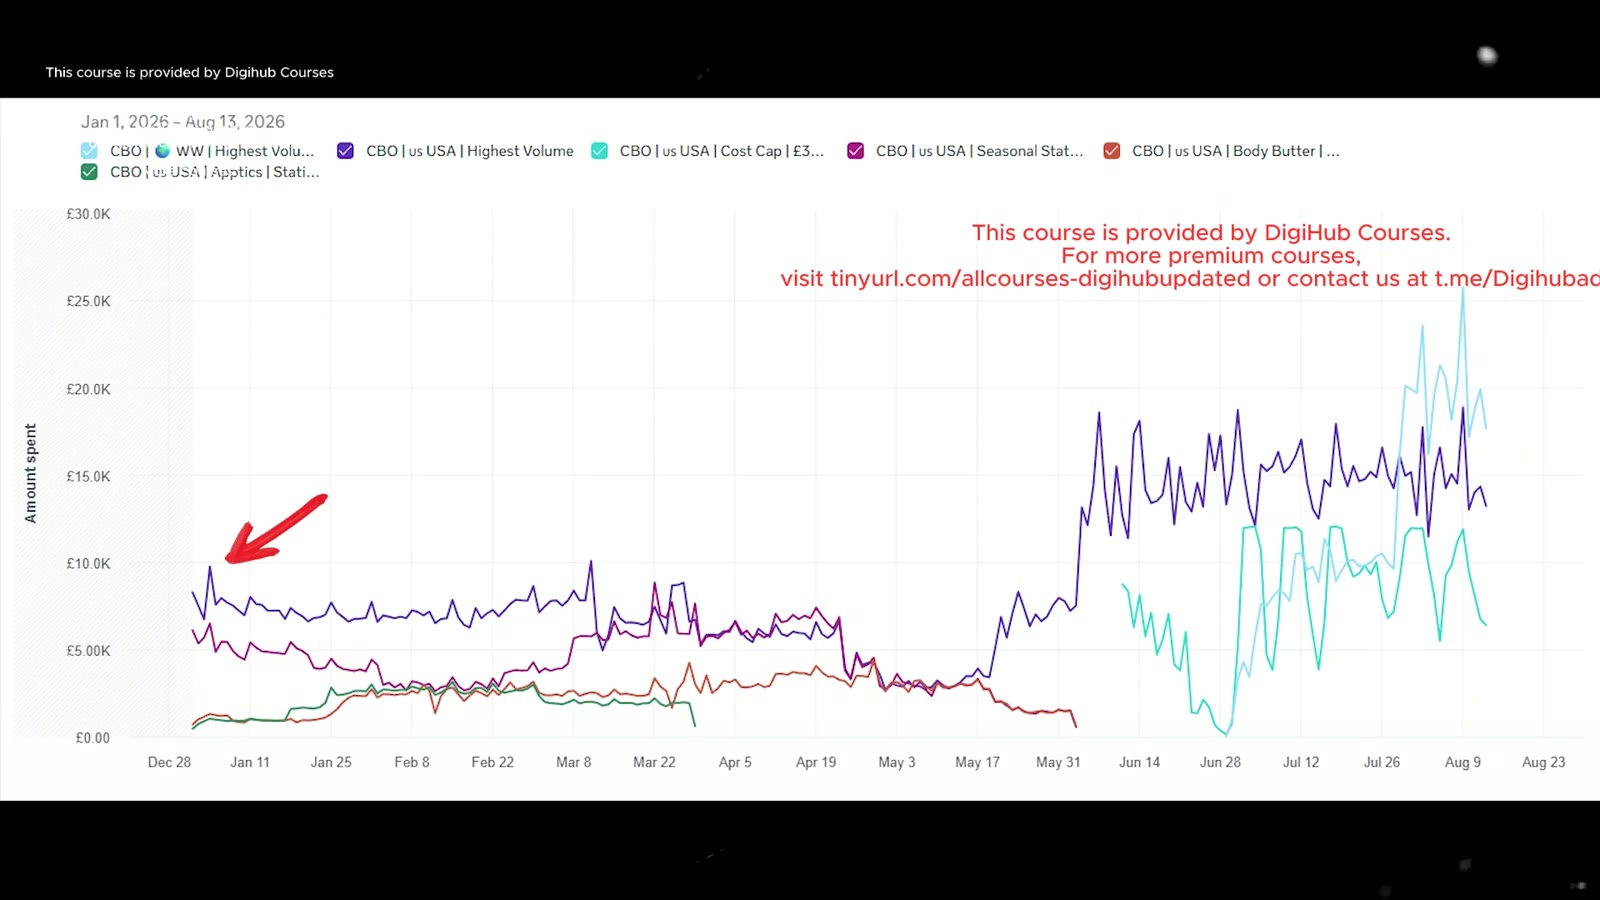 This course is provided by Digihub Courses
Jan 1, 2026 – Aug 13, 2026
CBO | 🌍 WW | Highest Volu...
CBO | us USA | Highest Volume
CBO | us USA | Cost Cap | £3...
CBO | us USA | Seasonal Stat...
CBO | us USA | Body Butter | ...
CBO | us USA | Apptics | Stati...
This course is provided by DigiHub Courses.
For more premium courses,
visit tinyurl.com/allcourses-digihubupdated or contact us at t.me/Digihubad
Amount spent
£30.0K
£25.0K
£20.0K
£15.0K
£10.0K
£5.00K
£0.00
Dec 28 Jan 11 Jan 25 Feb 8 Feb 22 Mar 8 Mar 22 Apr 5 Apr 19 May 3 May 17 May 31 Jun 14 Jun 28 Jul 12 Jul 26 Aug 9 Aug 23